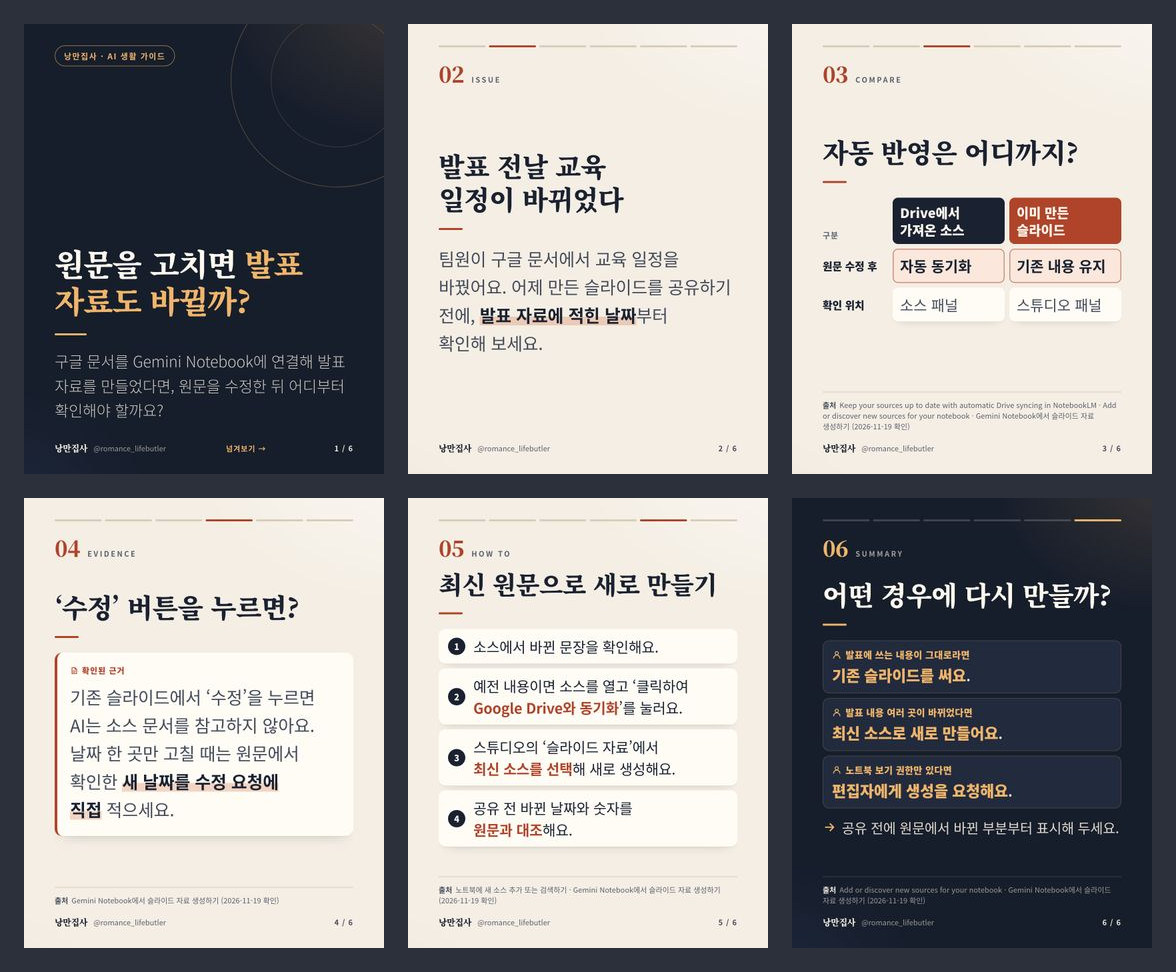 낭만집사 · AI 생활 가이드
원문을 고치면 발표
자료도 바뀔까?
구글 문서를 Gemini Notebook에 연결해 발표
자료를 만들었다면, 원문을 수정한 뒤 어디부터
확인해야 할까요?
낭만집사 @romance_lifebutler 넘겨보기 → 1 / 6
02 ISSUE
발표 전날 교육
일정이 바뀌었다
팀원이 구글 문서에서 교육 일정을
바꿨어요. 어제 만든 슬라이드를 공유하기
전에, 발표 자료에 적힌 날짜부터
확인해 보세요.
낭만집사 @romance_lifebutler 2 / 6
03 COMPARE
자동 반영은 어디까지?
구분 Drive에서 가져온 소스 이미 만든 슬라이드
원문 수정 후 자동 동기화 기존 내용 유지
확인 위치 소스 패널 스튜디오 패널
출처 Keep your sources up to date with automatic Drive syncing in NotebookLM · Add
or discover new sources for your notebook · Gemini Notebook에서 슬라이드 자료
생성하기 (2026-11-19 확인)
낭만집사 @romance_lifebutler 3 / 6
04 EVIDENCE
‘수정’ 버튼을 누르면?
확인된 근거
기존 슬라이드에서 ‘수정’을 누르면
AI는 소스 문서를 참고하지 않아요.
날짜 한 곳만 고칠 때는 원문에서
확인한 새 날짜를 수정 요청에
직접 적으세요.
출처 Gemini Notebook에서 슬라이드 자료 생성하기 (2026-11-19 확인)
낭만집사 @romance_lifebutler 4 / 6
05 HOW TO
최신 원문으로 새로 만들기
1 소스에서 바뀐 문장을 확인해요.
2 예전 내용이면 소스를 열고 ‘클릭하여
Google Drive와 동기화’를 눌러요.
3 스튜디오의 ‘슬라이드 자료’에서
최신 소스를 선택해 새로 생성해요.
4 공유 전 바뀐 날짜와 숫자를
원문과 대조해요.
출처 노트북에 새 소스 추가 또는 검색하기 · Gemini Notebook에서 슬라이드 자료 생성하기
(2026-11-19 확인)
낭만집사 @romance_lifebutler 5 / 6
06 SUMMARY
어떤 경우에 다시 만들까?
발표에 쓰는 내용이 그대로라면
기존 슬라이드를 써요.
발표 내용 여러 곳이 바뀌었다면
최신 소스로 새로 만들어요.
노트북 보기 권한만 있다면
편집자에게 생성을 요청해요.
→ 공유 전에 원문에서 바뀐 부분부터 표시해 두세요.
출처 Add or discover new sources for your notebook · Gemini Notebook에서 슬라이드
자료 생성하기 (2026-11-19 확인)
낭만집사 @romance_lifebutler 6 / 6